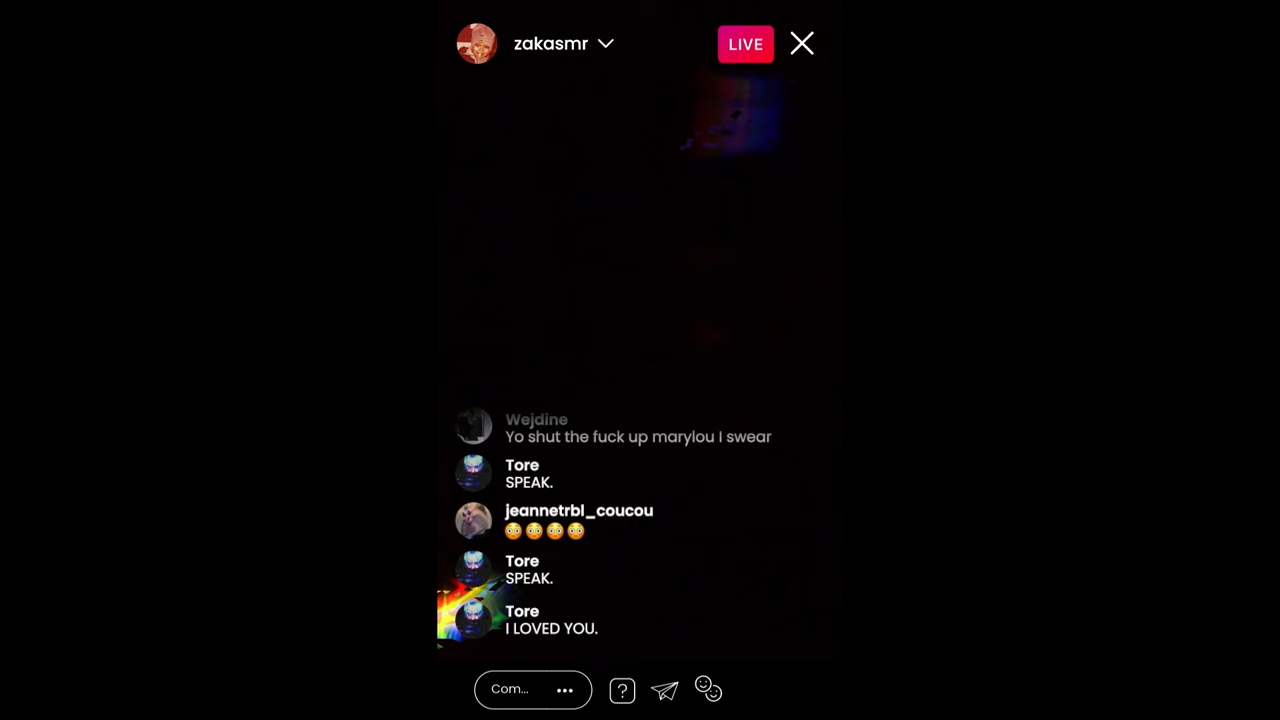 zakasmr
LIVE
Wejdine
Yo shut the fuck up marylou I swear
Tore
SPEAK.
jeannetrbl_coucou
😳😳😳😳
Tore
SPEAK.
Tore
I LOVED YOU.
Com... •••
?